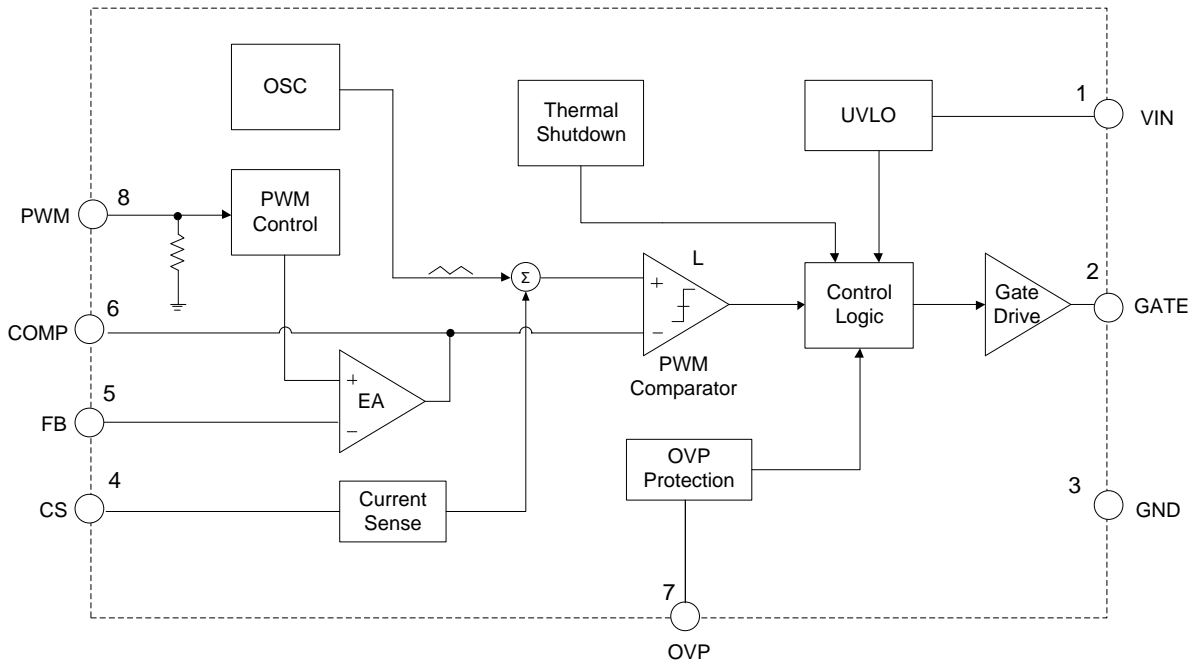 OSC
Thermal
Shutdown
UVLO
1
VIN
PWM
8
PWM
Control
Σ
+
−
L
PWM
Comparator
Control
Logic
Gate
Drive
2
GATE
6
COMP
+
EA
−
5
FB
4
CS
Current
Sense
OVP
Protection
3
GND
7
OVP